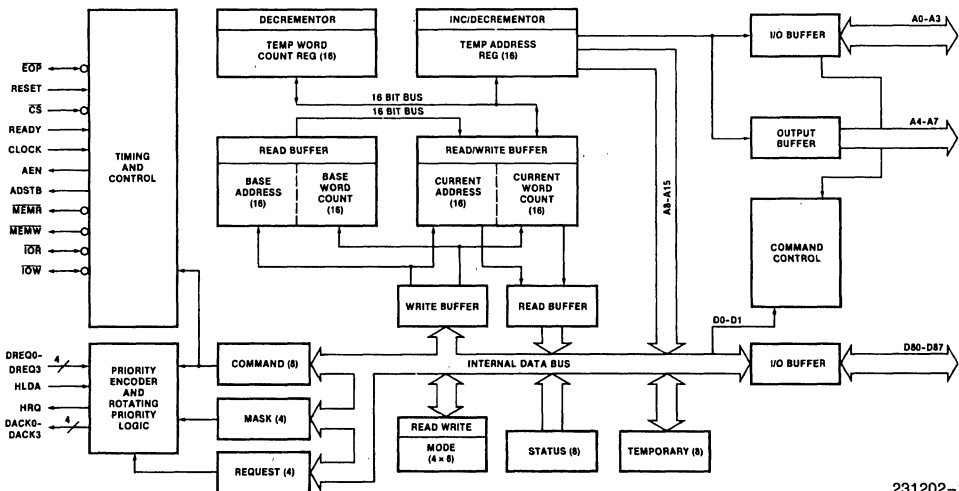 EOP
RESET
CS
READY
CLOCK
AEN
ADSTB
MEMR
MEMW
IOR
IOW
TIMING
AND
CONTROL
DECREMENTOR
TEMP WORD
COUNT REG (16)
INC/DECREMENTOR
TEMP ADDRESS
REG (16)
16 BIT BUS
16 BIT BUS
READ BUFFER
BASE
ADDRESS
(16)
BASE
WORD
COUNT
(16)
READ/WRITE BUFFER
CURRENT
ADDRESS
(16)
CURRENT
WORD
COUNT
(16)
A8-A15
I/O BUFFER
A0-A3
OUTPUT
BUFFER
A4-A7
COMMAND
CONTROL
WRITE BUFFER
READ BUFFER
D0-D1
DREQ0-
DREQ3
4
HLDA
HRQ
DACK0-
DACK3
4
PRIORITY
ENCODER
AND
ROTATING
PRIORITY
LOGIC
COMMAND (8)
MASK (4)
REQUEST (4)
INTERNAL DATA BUS
I/O BUFFER
D80-D87
READ WRITE
MODE
(4 × 6)
STATUS (8)
TEMPORARY (8)
231202-